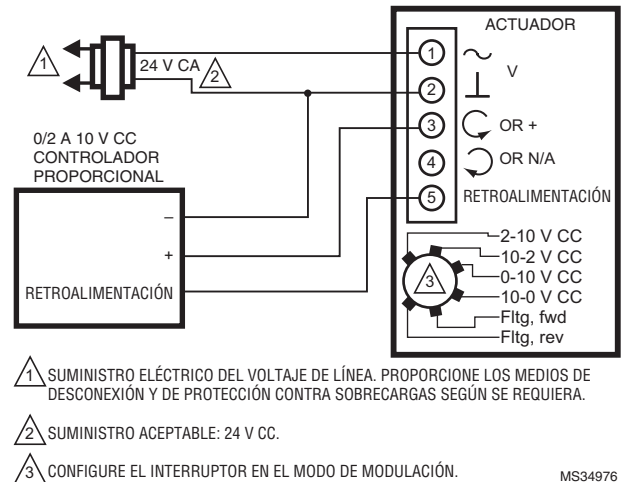 ACTUADOR
1
24 V CA
2
1
V
2
0/2 A 10 V CC
CONTROLADOR
PROPORCIONAL
3
OR +
4
OR N/A
5
RETROALIMENTACIÓN
–
+
RETROALIMENTACIÓN
2-10 V CC
10-2 V CC
0-10 V CC
10-0 V CC
Fltg, fwd
Fltg, rev
3
1 SUMINISTRO ELÉCTRICO DEL VOLTAJE DE LÍNEA. PROPORCIONE LOS MEDIOS DE
DESCONEXIÓN Y DE PROTECCIÓN CONTRA SOBRECARGAS SEGÚN SE REQUIERA.
2 SUMINISTRO ACEPTABLE: 24 V CC.
3 CONFIGURE EL INTERRUPTOR EN EL MODO DE MODULACIÓN.
MS34976